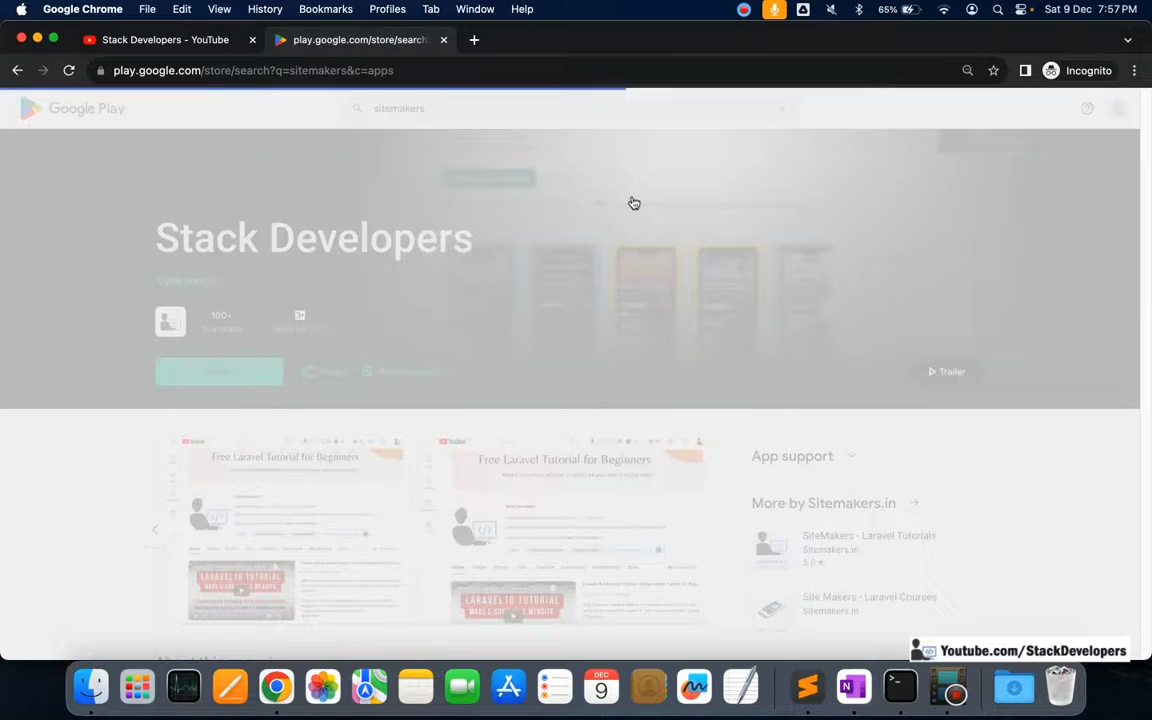 Google Chrome File Edit View History Bookmarks Profiles Tab Window Help 65% Sat 9 Dec 7:57 PM
Stack Developers - YouTube play.google.com/store/search
play.google.com/store/search?q=sitemakers&c=apps Incognito
Google Play sitemakers
Stack Developers
100+ 3+
Trailer
Free Laravel Tutorial for Beginners Free Laravel Tutorial for Beginners
App support
More by Sitemakers.in
SiteMakers - Laravel Tutorials
Sitemakers.in
Site Makers - Laravel Courses
Sitemakers.in
LARAVEL 10 TUTORIAL LARAVEL 10 TUTORIAL
Youtube.com/StackDevelopers
DEC
9